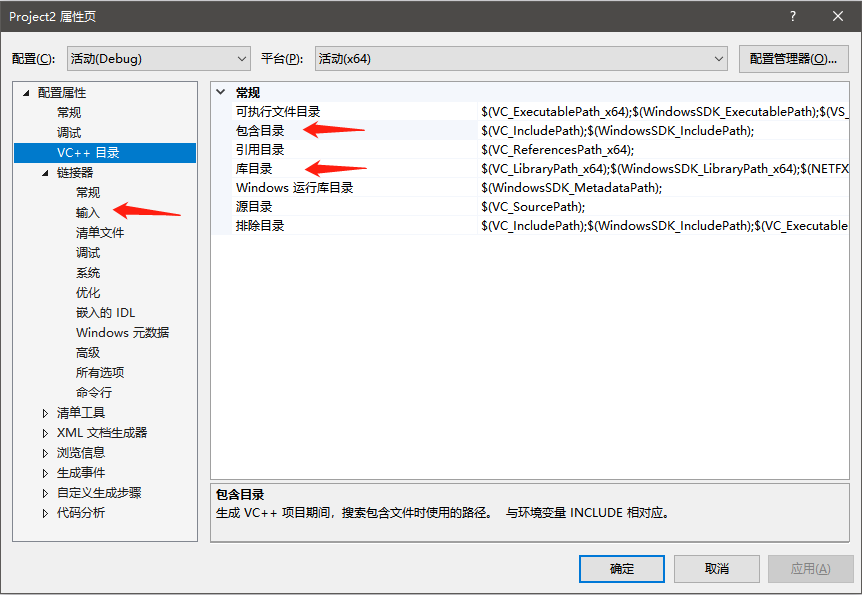 Project2 属性页
配置(C): 活动(Debug) 平台(P): 活动(x64) 配置管理器(O)...
配置属性
常规
调试
VC++ 目录
链接器
常规
输入
清单文件
调试
系统
优化
嵌入的 IDL
Windows 元数据
高级
所有选项
命令行
清单工具
XML 文档生成器
浏览信息
生成事件
自定义生成步骤
代码分析
常规
可执行文件目录 $(VC_ExecutablePath_x64);$(WindowsSDK_ExecutablePath);$(VS_
包含目录 $(VC_IncludePath);$(WindowsSDK_IncludePath);
引用目录 $(VC_ReferencesPath_x64);
库目录 $(VC_LibraryPath_x64);$(WindowsSDK_LibraryPath_x64);$(NETFX
Windows 运行库目录 $(WindowsSDK_MetadataPath);
源目录 $(VC_SourcePath);
排除目录 $(VC_IncludePath);$(WindowsSDK_IncludePath);$(VC_Executable
包含目录
生成 VC++ 项目期间，搜索包含文件时使用的路径。 与环境变量 INCLUDE 相对应。
确定 取消 应用(A)